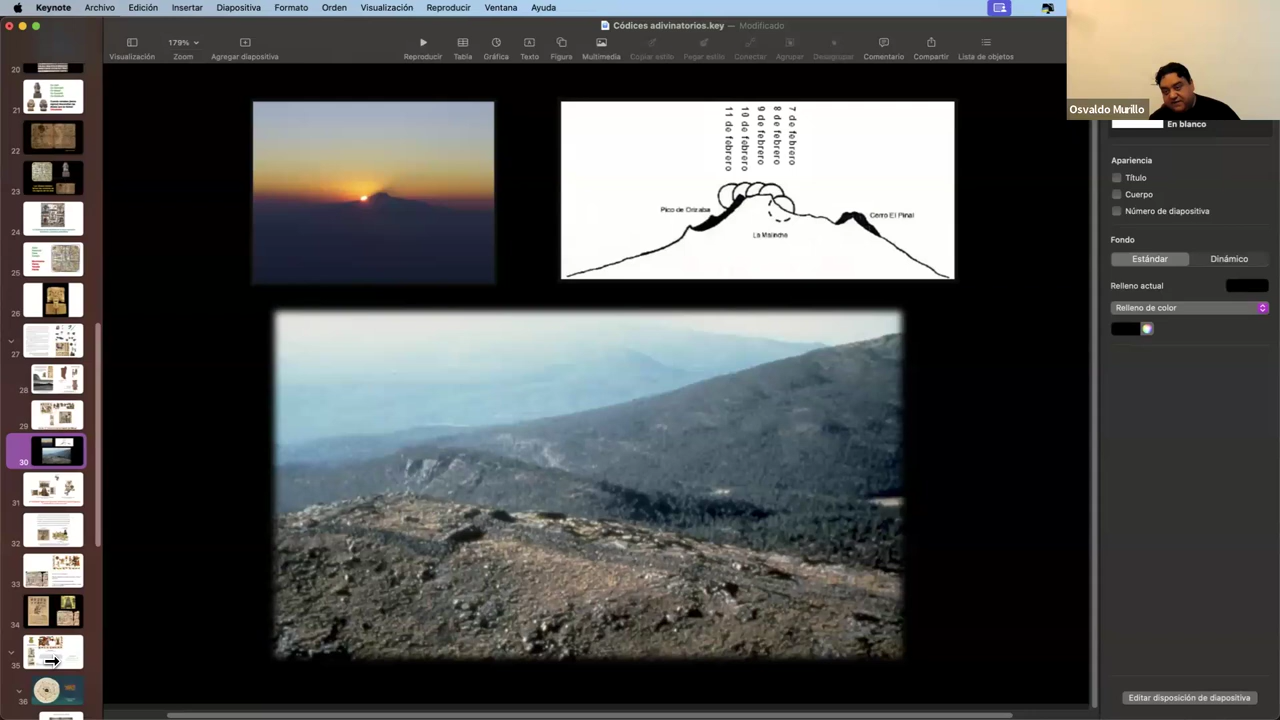 Keynote Archivo Edición Insertar Diapositiva Formato Orden Visualización Reproducir Ventana Ayuda
Códices adivinatorios.key — Modificado
179%
Visualización Zoom Agregar diapositiva Reproducir Tabla Gráfica Texto Figura Multimedia Copiar estilo Pegar estilo Conectar Agrupar Desagrupar Comentario Compartir Lista de objetos
Osvaldo Murillo
En blanco
Apariencia
Título
Cuerpo
Número de diapositiva
Fondo
Estándar Dinámico
Relleno actual
Relleno de color
Editar disposición de diapositiva
11 de febrero
10 de febrero
9 de febrero
8 de febrero
7 de febrero
Pico de Orizaba
La Malinche
Cerro El Pinal
20
21
22
23
24
25
26
27
28
29
30
31
32
33
34
35
36